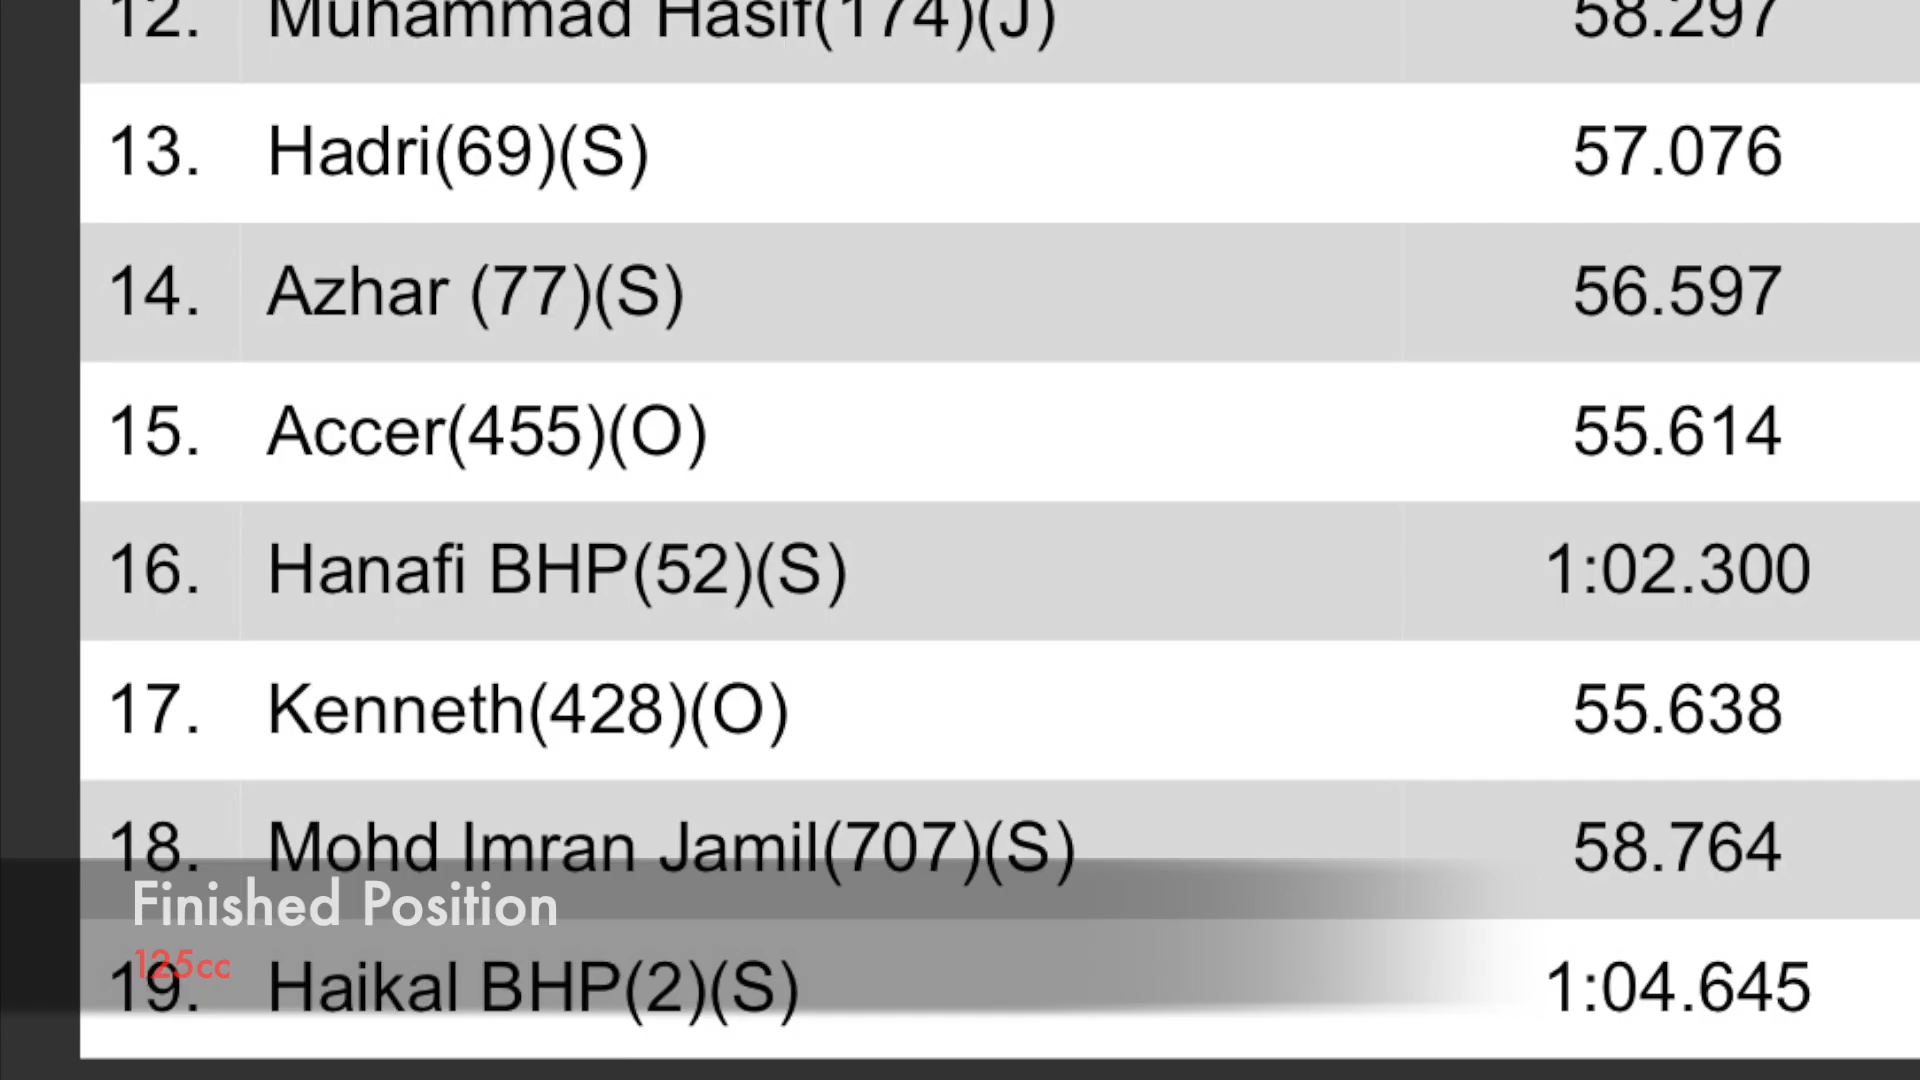 12. Muhammad Hasif(174)(J) 58.297
13. Hadri(69)(S) 57.076
14. Azhar (77)(S) 56.597
15. Accer(455)(O) 55.614
16. Hanafi BHP(52)(S) 1:02.300
17. Kenneth(428)(O) 55.638
18. Mohd Imran Jamil(707)(S) 58.764
Finished Position
125cc
19. Haikal BHP(2)(S) 1:04.645